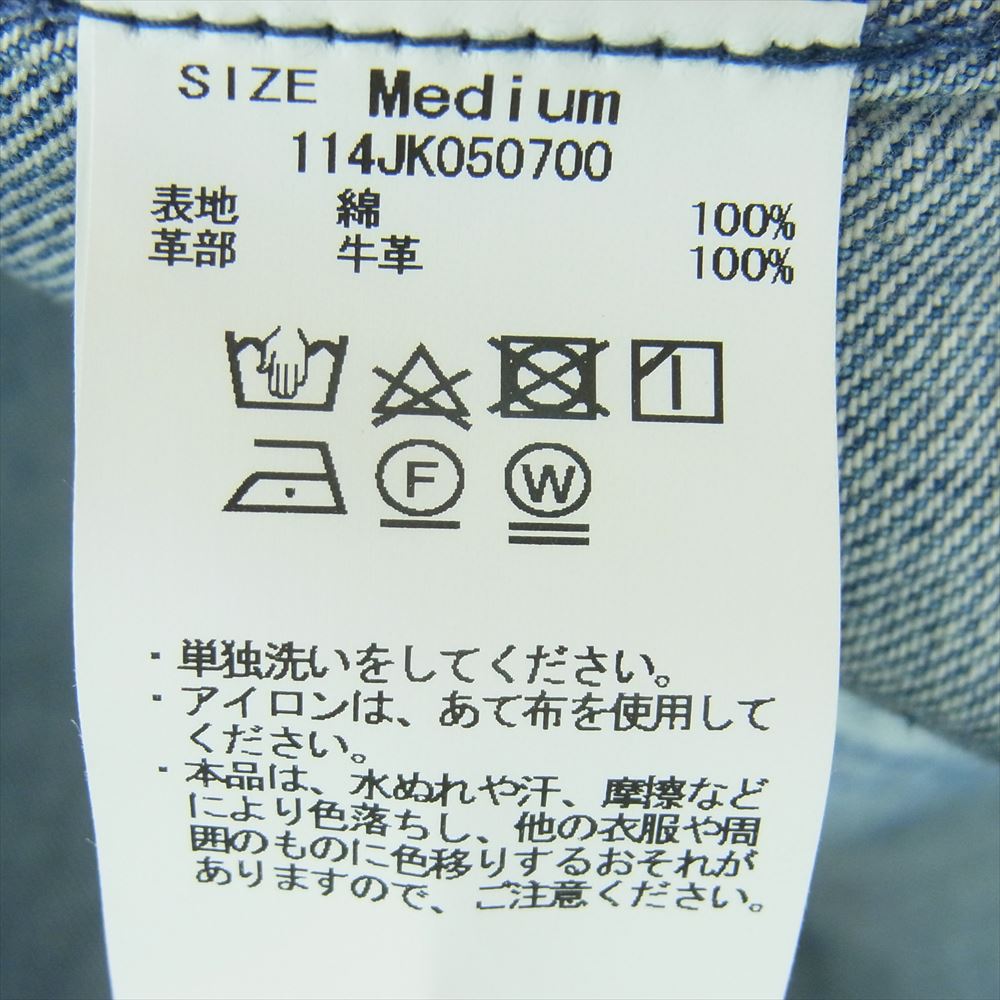 SIZE Medium
114JK050700
表地 綿 100%
革部 牛革 100%
F W
・単独洗いをしてください。
・アイロンは、あて布を使用して
ください。
・本品は、水ぬれや汗、摩擦など
により色落ちし、他の衣服や周
囲のものに色移りするおそれが
ありますので、ご注意ください。